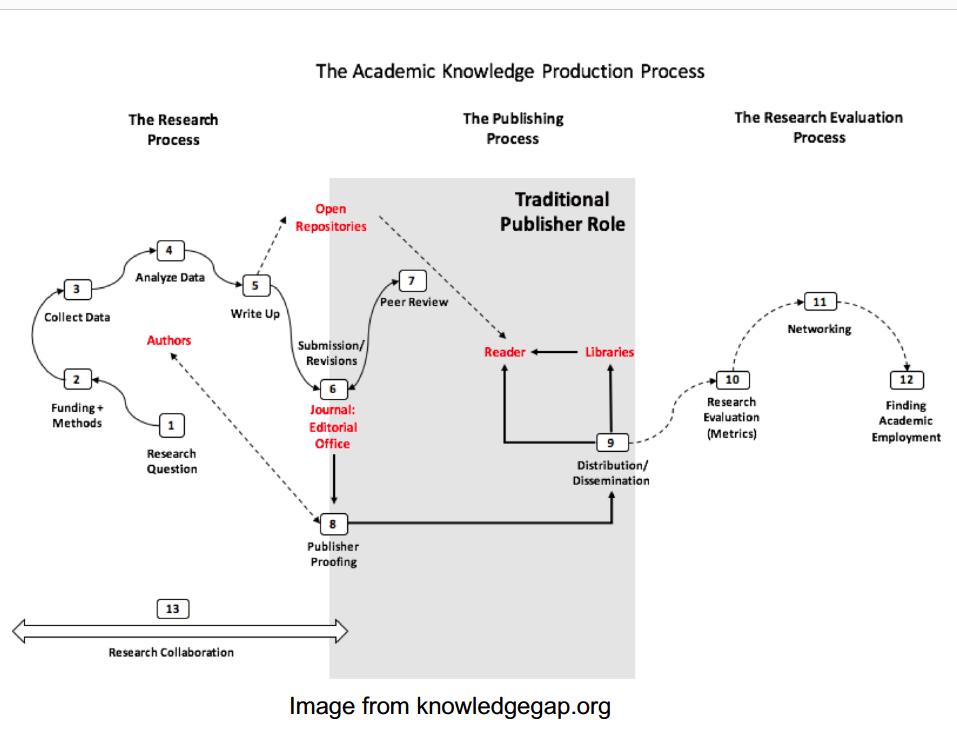 The Academic Knowledge Production Process
The Research
Process
The Publishing
Process
The Research Evaluation
Process
Traditional
Publisher Role
Open
Repositories
4
Analyze Data
5
Write Up
7
Peer Review
3
Collect Data
11
Networking
Authors
Submission/
Revisions
Reader
Libraries
2
Funding +
Methods
6
Journal:
Editorial
Office
10
Research
Evaluation
(Metrics)
12
Finding
Academic
Employment
1
Research
Question
9
Distribution/
Dissemination
8
Publisher
Proofing
13
Research Collaboration
Image from knowledgegap.org